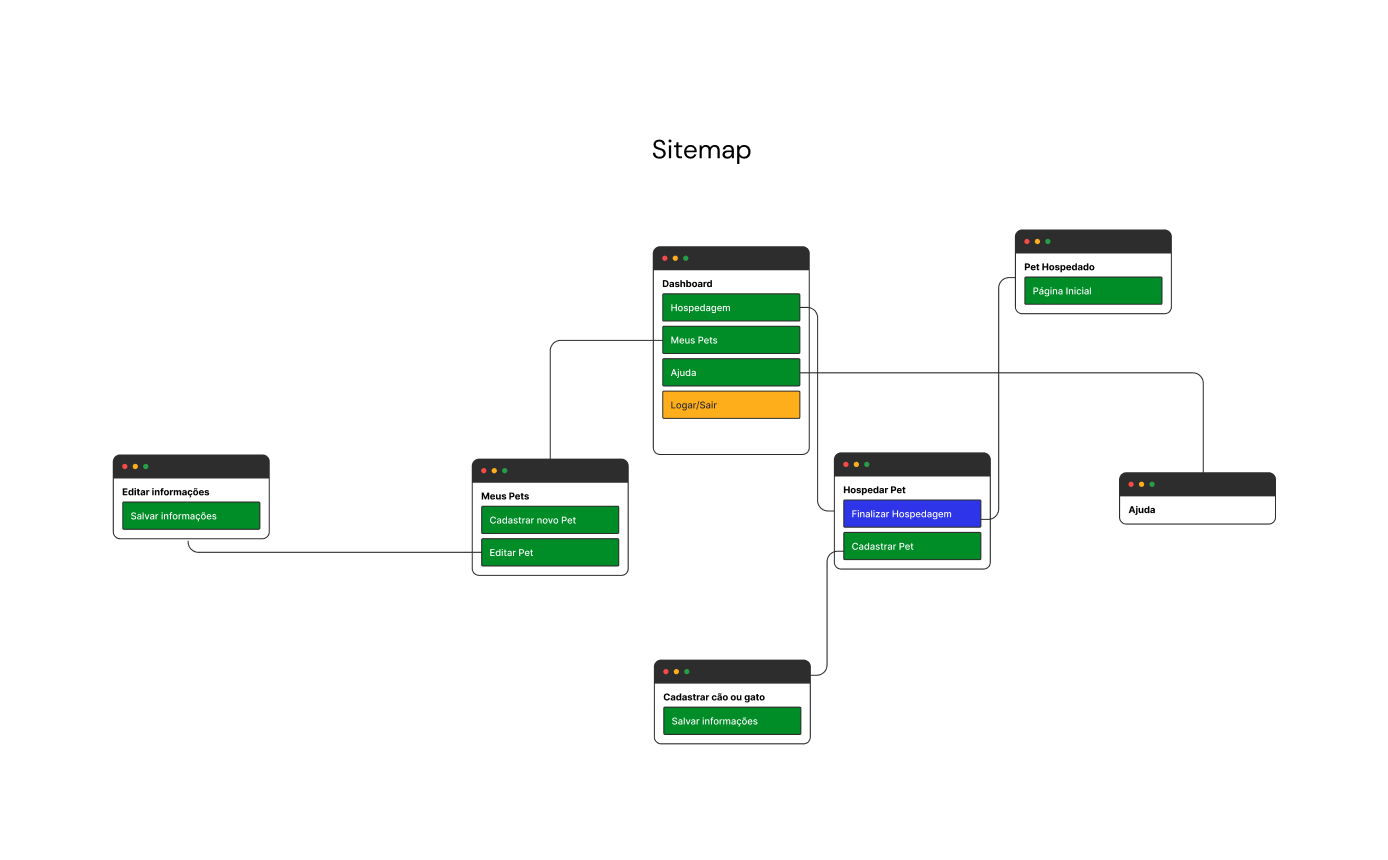 Sitemap
Pet Hospedado
Página Inicial
Dashboard
Hospedagem
Meus Pets
Ajuda
Logar/Sair
Editar informações
Salvar informações
Meus Pets
Cadastrar novo Pet
Editar Pet
Hospedar Pet
Finalizar Hospedagem
Cadastrar Pet
Ajuda
Cadastrar cão ou gato
Salvar informações